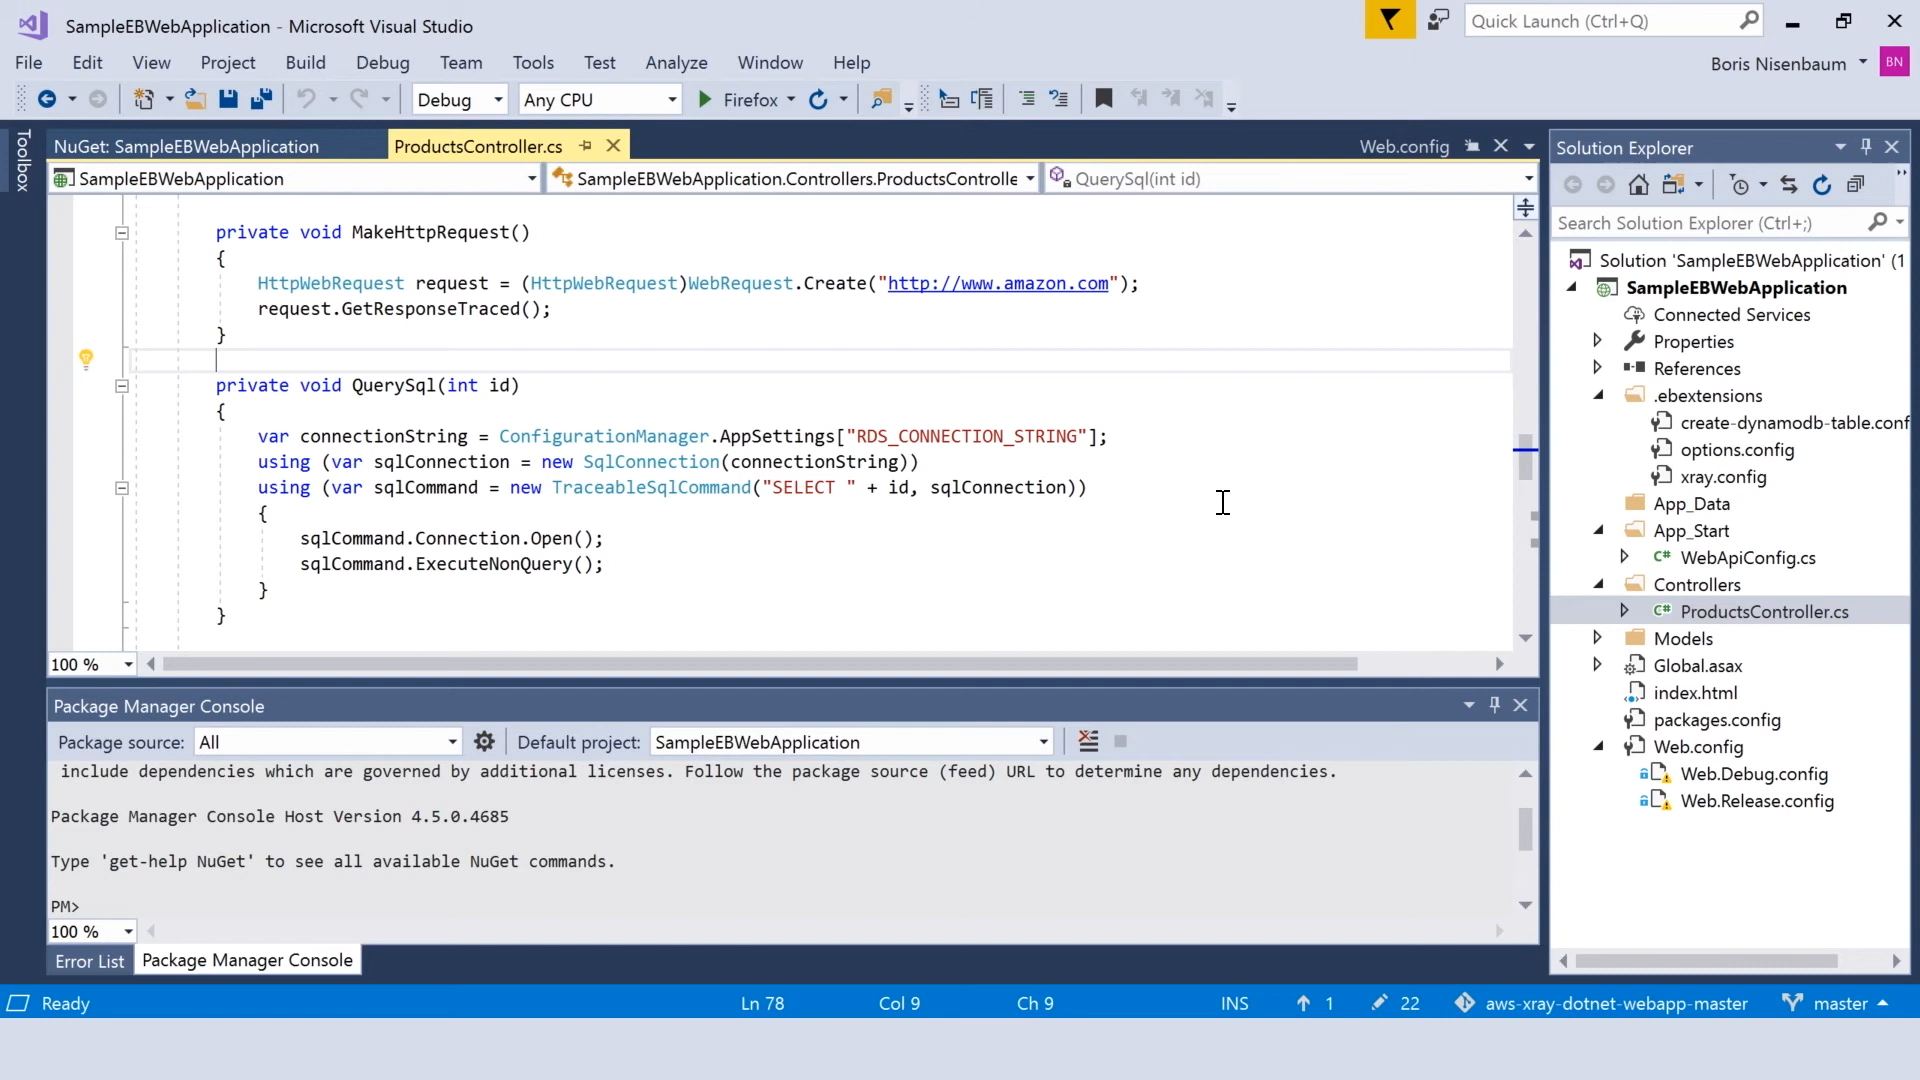 SampleEBWebApplication - Microsoft Visual Studio
Quick Launch (Ctrl+Q)
File Edit View Project Build Debug Team Tools Test Analyze Window Help
Boris Nisenbaum BN
Debug Any CPU Firefox
Toolbox
NuGet: SampleEBWebApplication ProductsController.cs Web.config
SampleEBWebApplication SampleEBWebApplication.Controllers.ProductsControlle QuerySql(int id)
private void MakeHttpRequest()
{
HttpWebRequest request = (HttpWebRequest)WebRequest.Create("http://www.amazon.com");
request.GetResponseTraced();
}
private void QuerySql(int id)
{
var connectionString = ConfigurationManager.AppSettings["RDS_CONNECTION_STRING"];
using (var sqlConnection = new SqlConnection(connectionString))
using (var sqlCommand = new TraceableSqlCommand("SELECT " + id, sqlConnection))
{
sqlCommand.Connection.Open();
sqlCommand.ExecuteNonQuery();
}
}
100 %
Package Manager Console
Package source: All Default project: SampleEBWebApplication
include dependencies which are governed by additional licenses. Follow the package source (feed) URL to determine any dependencies.
Package Manager Console Host Version 4.5.0.4685
Type 'get-help NuGet' to see all available NuGet commands.
PM>
100 %
Error List Package Manager Console
Solution Explorer
Search Solution Explorer (Ctrl+;)
Solution 'SampleEBWebApplication' (1
SampleEBWebApplication
Connected Services
Properties
References
.ebextensions
create-dynamodb-table.conf
options.config
xray.config
App_Data
App_Start
C# WebApiConfig.cs
Controllers
C# ProductsController.cs
Models
Global.asax
index.html
packages.config
Web.config
Web.Debug.config
Web.Release.config
Ready Ln 78 Col 9 Ch 9 INS 1 22 aws-xray-dotnet-webapp-master master